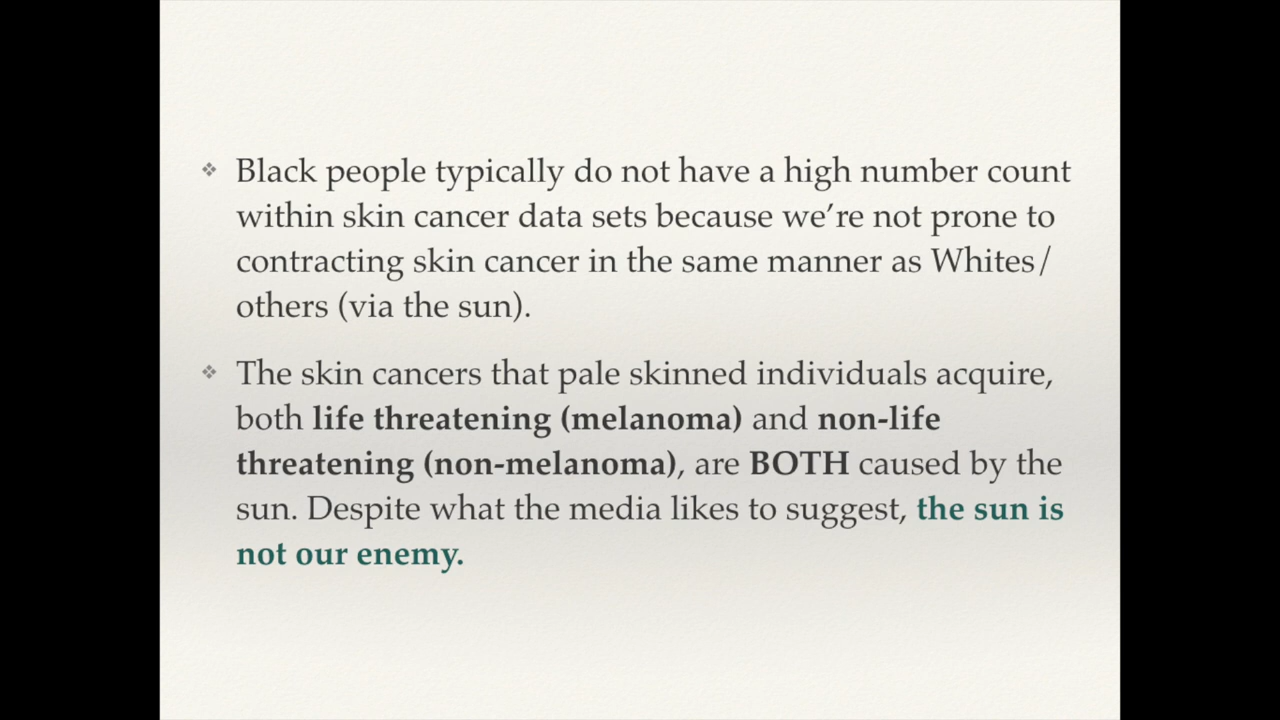 ❖ Black people typically do not have a high number count
within skin cancer data sets because we’re not prone to
contracting skin cancer in the same manner as Whites/
others (via the sun).
❖ The skin cancers that pale skinned individuals acquire,
both life threatening (melanoma) and non-life
threatening (non-melanoma), are BOTH caused by the
sun. Despite what the media likes to suggest, the sun is
not our enemy.